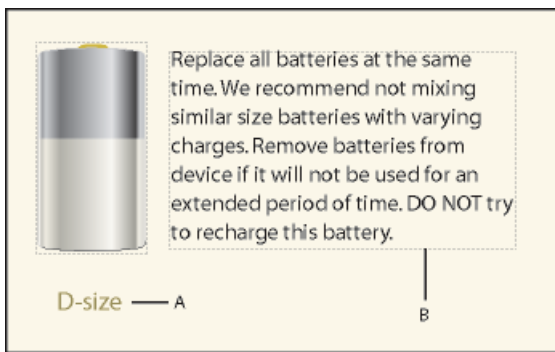 Replace all batteries at the same
time. We recommend not mixing
similar size batteries with varying
charges. Remove batteries from
device if it will not be used for an
extended period of time. DO NOT try
to recharge this battery.
D-size
A
B